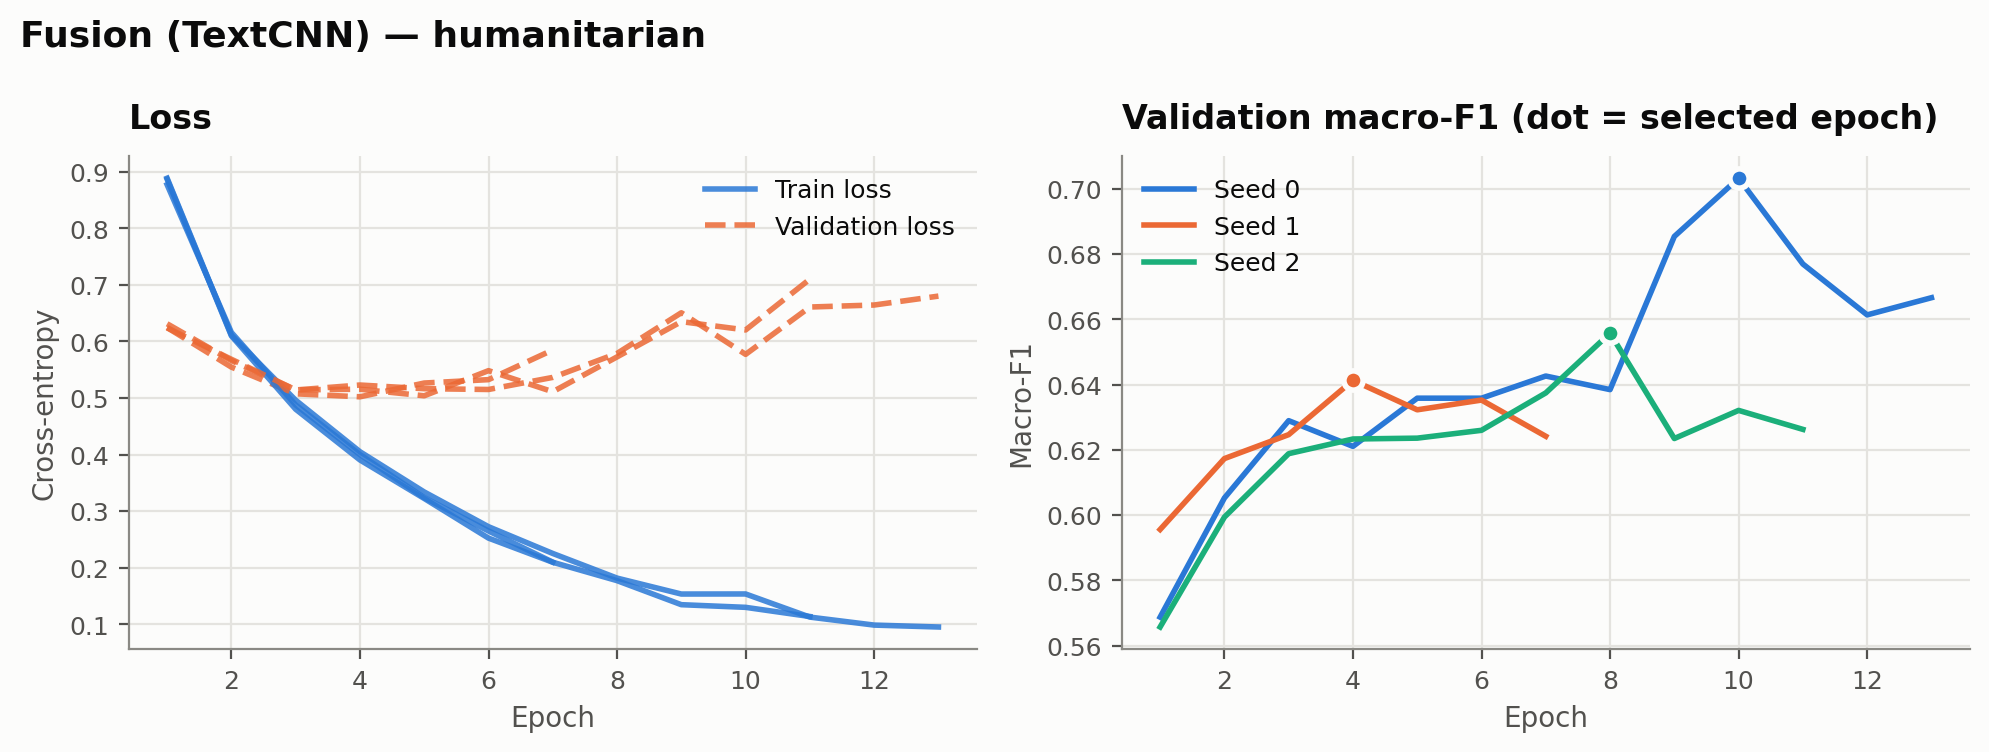 Fusion (TextCNN) — humanitarian
Loss
0.9
0.8
0.7
0.6
0.5
0.4
0.3
0.2
0.1
Cross-entropy
Train loss
Validation loss
2 4 6 8 10 12
Epoch
Validation macro-F1 (dot = selected epoch)
0.70
0.68
0.66
0.64
0.62
0.60
0.58
0.56
Macro-F1
Seed 0
Seed 1
Seed 2
2 4 6 8 10 12
Epoch